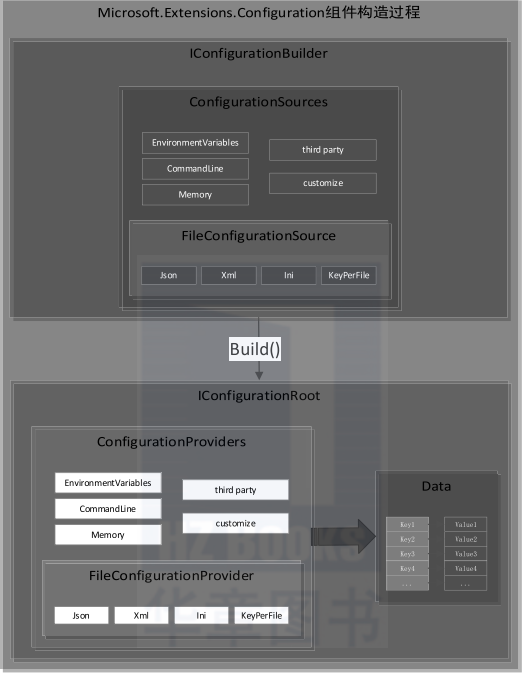 Microsoft.Extensions.Configuration组件构造过程
IConfigurationBuilder
ConfigurationSources
EnvironmentVariables
third party
CommandLine
customize
Memory
FileConfigurationSource
Json Xml Ini KeyPerFile
Build()
IConfigurationRoot
ConfigurationProviders
EnvironmentVariables
third party
CommandLine
customize
Memory
FileConfigurationProvider
Json Xml Ini KeyPerFile
Data
Key1 Value1
Key2 Value2
Key3 Value3
Key4 Value4
... ...
HZ BOOKS
华章图书